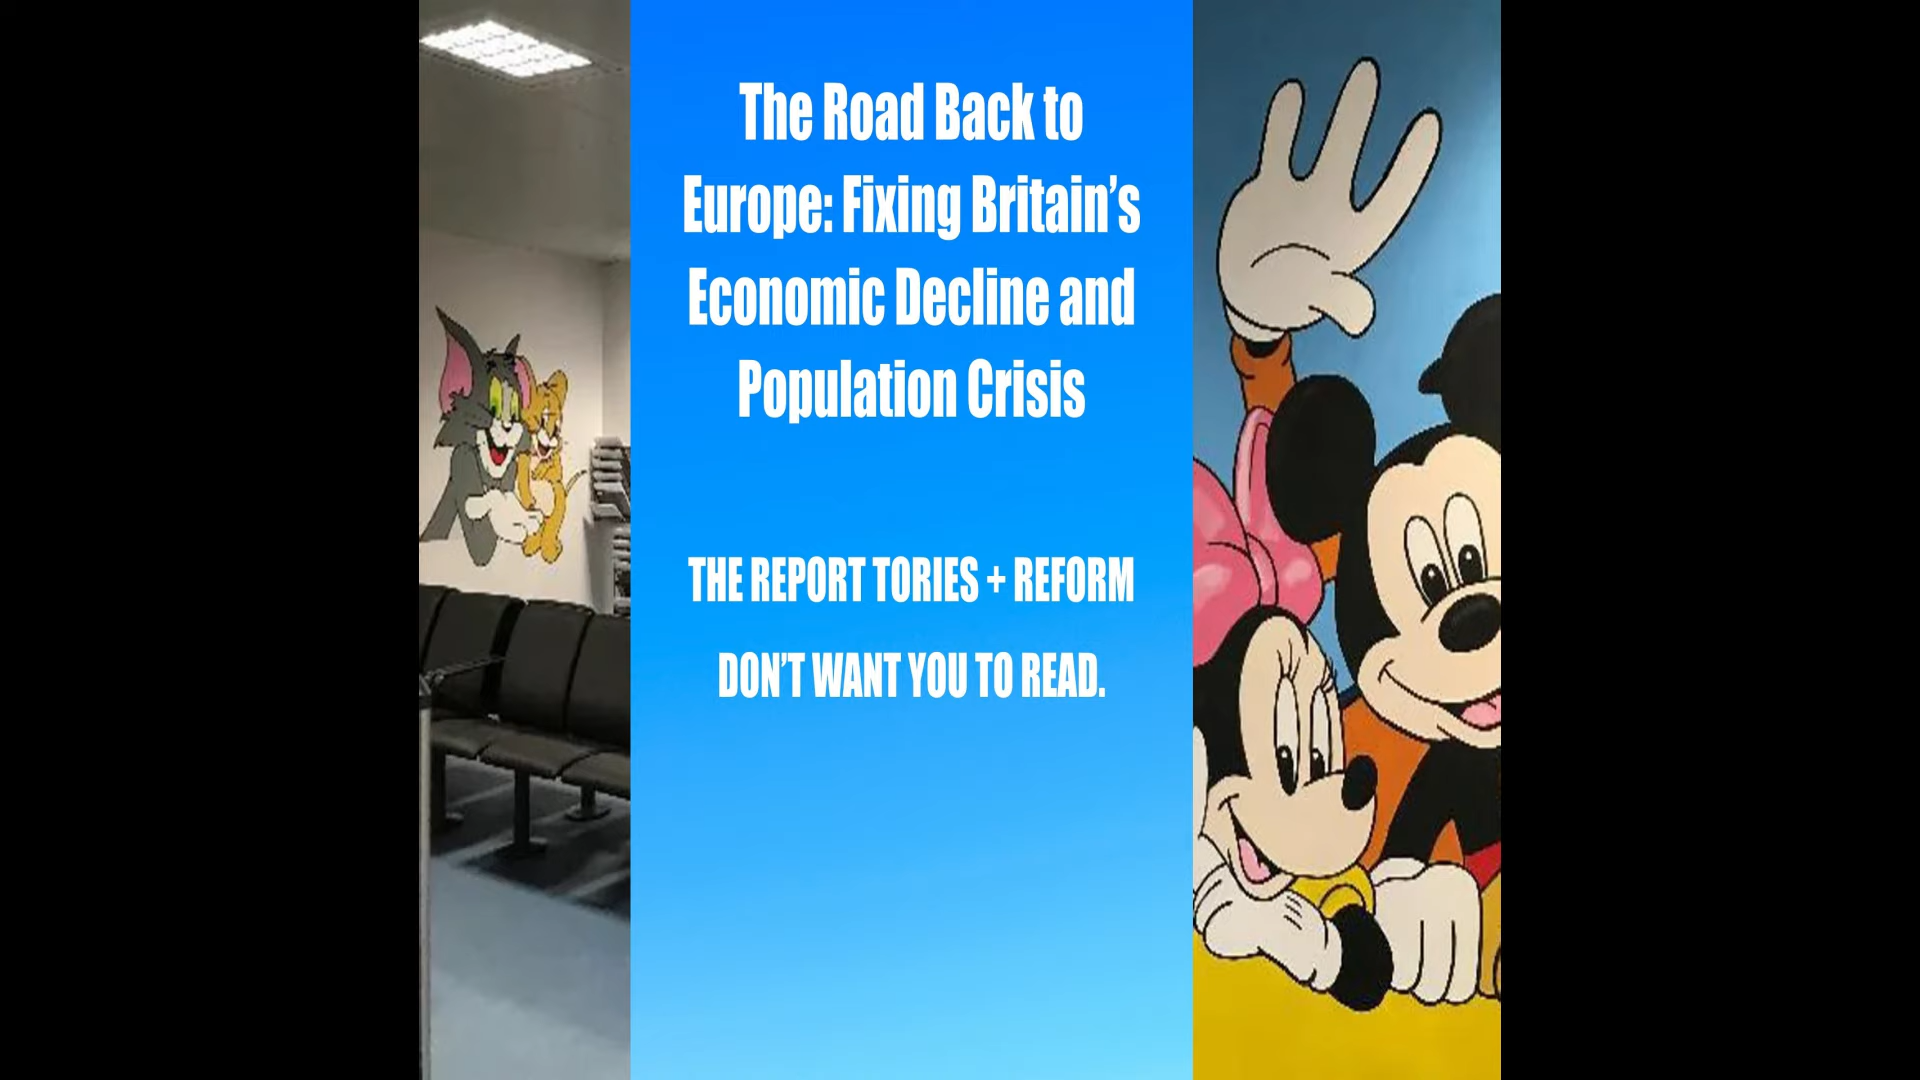 The Road Back to
Europe: Fixing Britain’s
Economic Decline and
Population Crisis
THE REPORT TORIES + REFORM
DON’T WANT YOU TO READ.